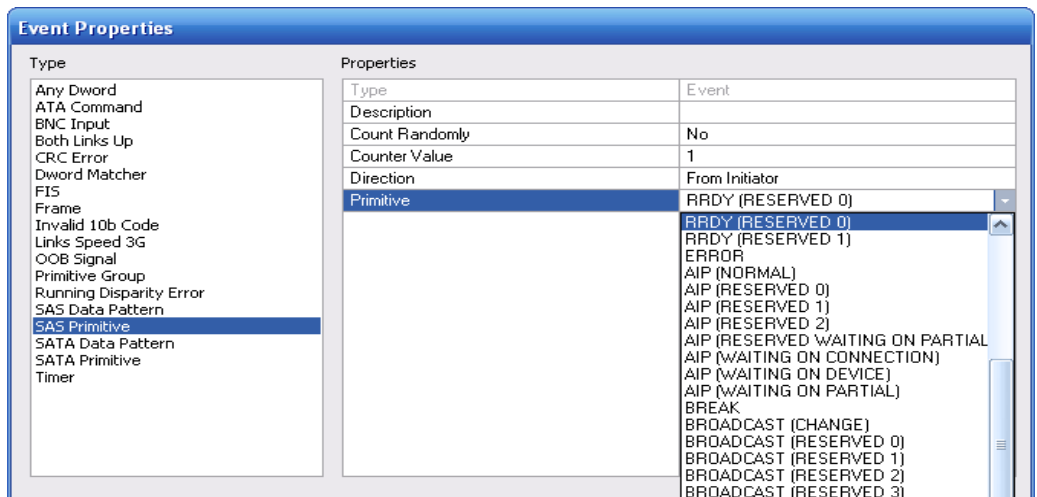 Event Properties
Type
Any Dword
ATA Command
BNC Input
Both Links Up
CRC Error
Dword Matcher
FIS
Frame
Invalid 10b Code
Links Speed 3G
OOB Signal
Primitive Group
Running Disparity Error
SAS Data Pattern
SAS Primitive
SATA Data Pattern
SATA Primitive
Timer
Properties
Type Event
Description
Count Randomly No
Counter Value 1
Direction From Initiator
Primitive RRDY (RESERVED 0)
RRDY (RESERVED 0)
RRDY (RESERVED 1)
ERROR
AIP (NORMAL)
AIP (RESERVED 0)
AIP (RESERVED 1)
AIP (RESERVED 2)
AIP (RESERVED WAITING ON PARTIAL
AIP (WAITING ON CONNECTION)
AIP (WAITING ON DEVICE)
AIP (WAITING ON PARTIAL)
BREAK
BROADCAST (CHANGE)
BROADCAST (RESERVED 0)
BROADCAST (RESERVED 1)
BROADCAST (RESERVED 2)
BROADCAST (RESERVED 3)